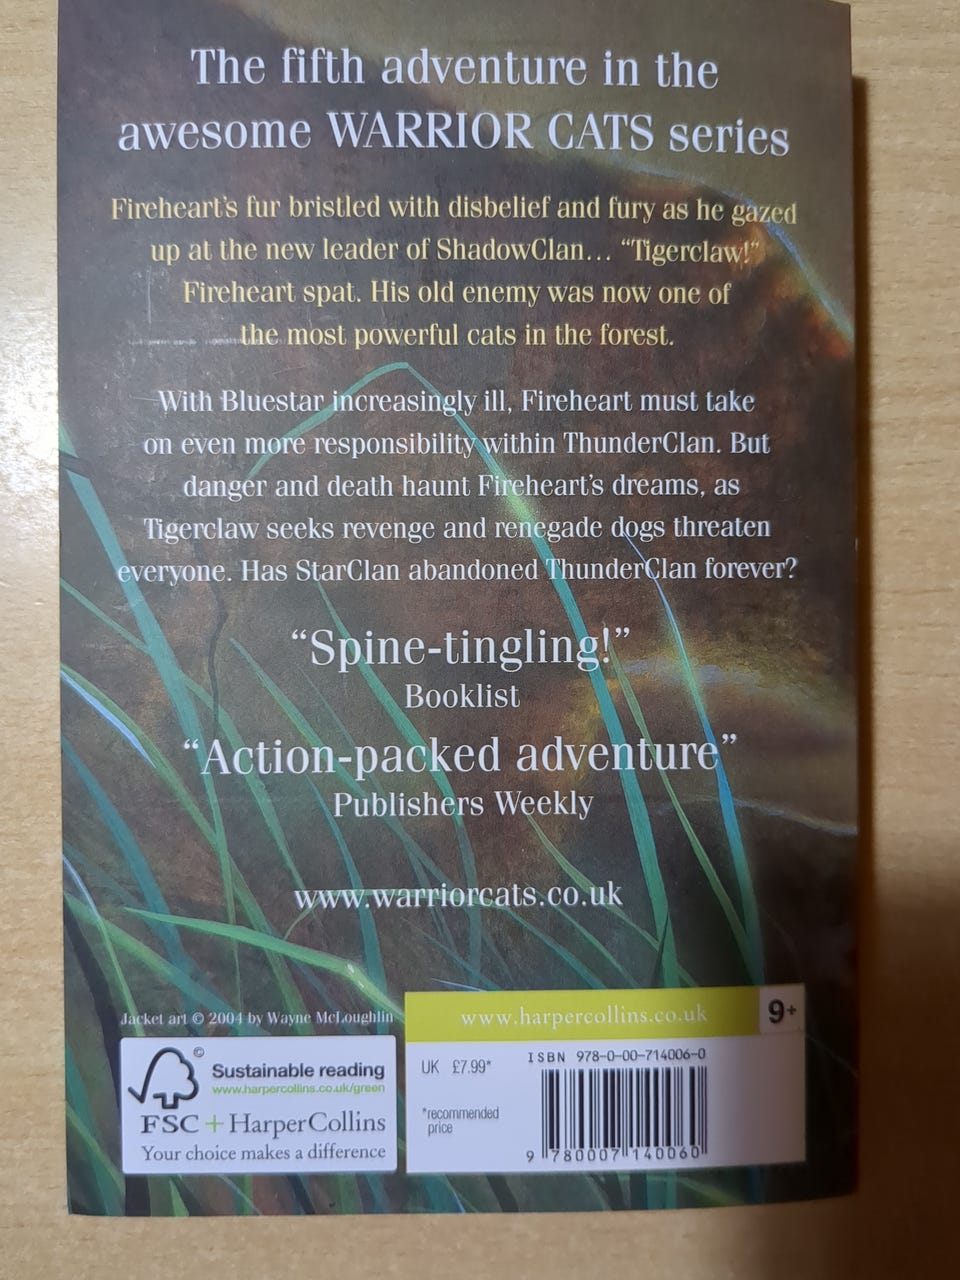 The fifth adventure in the
awesome WARRIOR CATS series
Fireheart's fur bristled with disbelief and fury as he gazed
up at the new leader of ShadowClan... “Tigerclaw!”
Fireheart spat. His old enemy was now one of
the most powerful cats in the forest.
With Bluestar increasingly ill, Fireheart must take
on even more responsibility within ThunderClan. But
danger and death haunt Fireheart's dreams, as
Tigerclaw seeks revenge and renegade dogs threaten
everyone. Has StarClan abandoned ThunderClan forever?
“Spine-tingling!”
Booklist
“Action-packed adventure”
Publishers Weekly
www.warriorcats.co.uk
Jacket art © 2004 by Wayne McLoughlin
©
Sustainable reading
www.harpercollins.co.uk/green
FSC + HarperCollins
Your choice makes a difference
www.harpercollins.co.uk
9+
UK £7.99*
*recommended
price
ISBN 978-0-00-714006-0
9 780007 140060